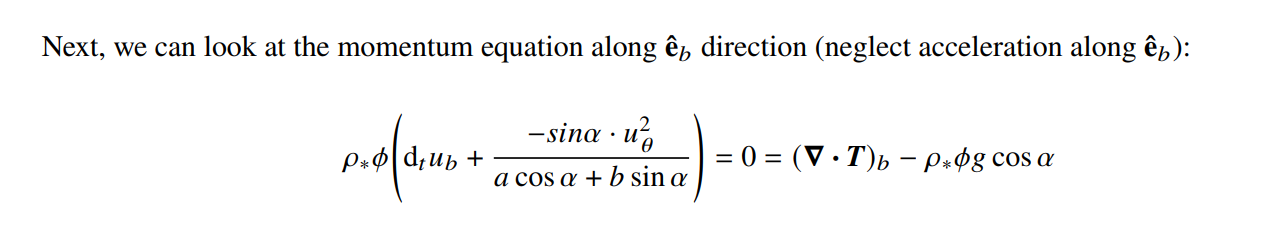 Next, we can look at the momentum equation along ê_b direction (neglect acceleration along ê_b):
ρ_*ϕ(d_t u_b + (−sinα · u_θ^2)/(a cos α + b sin α)) = 0 = (∇ · T)_b − ρ_*ϕg cos α